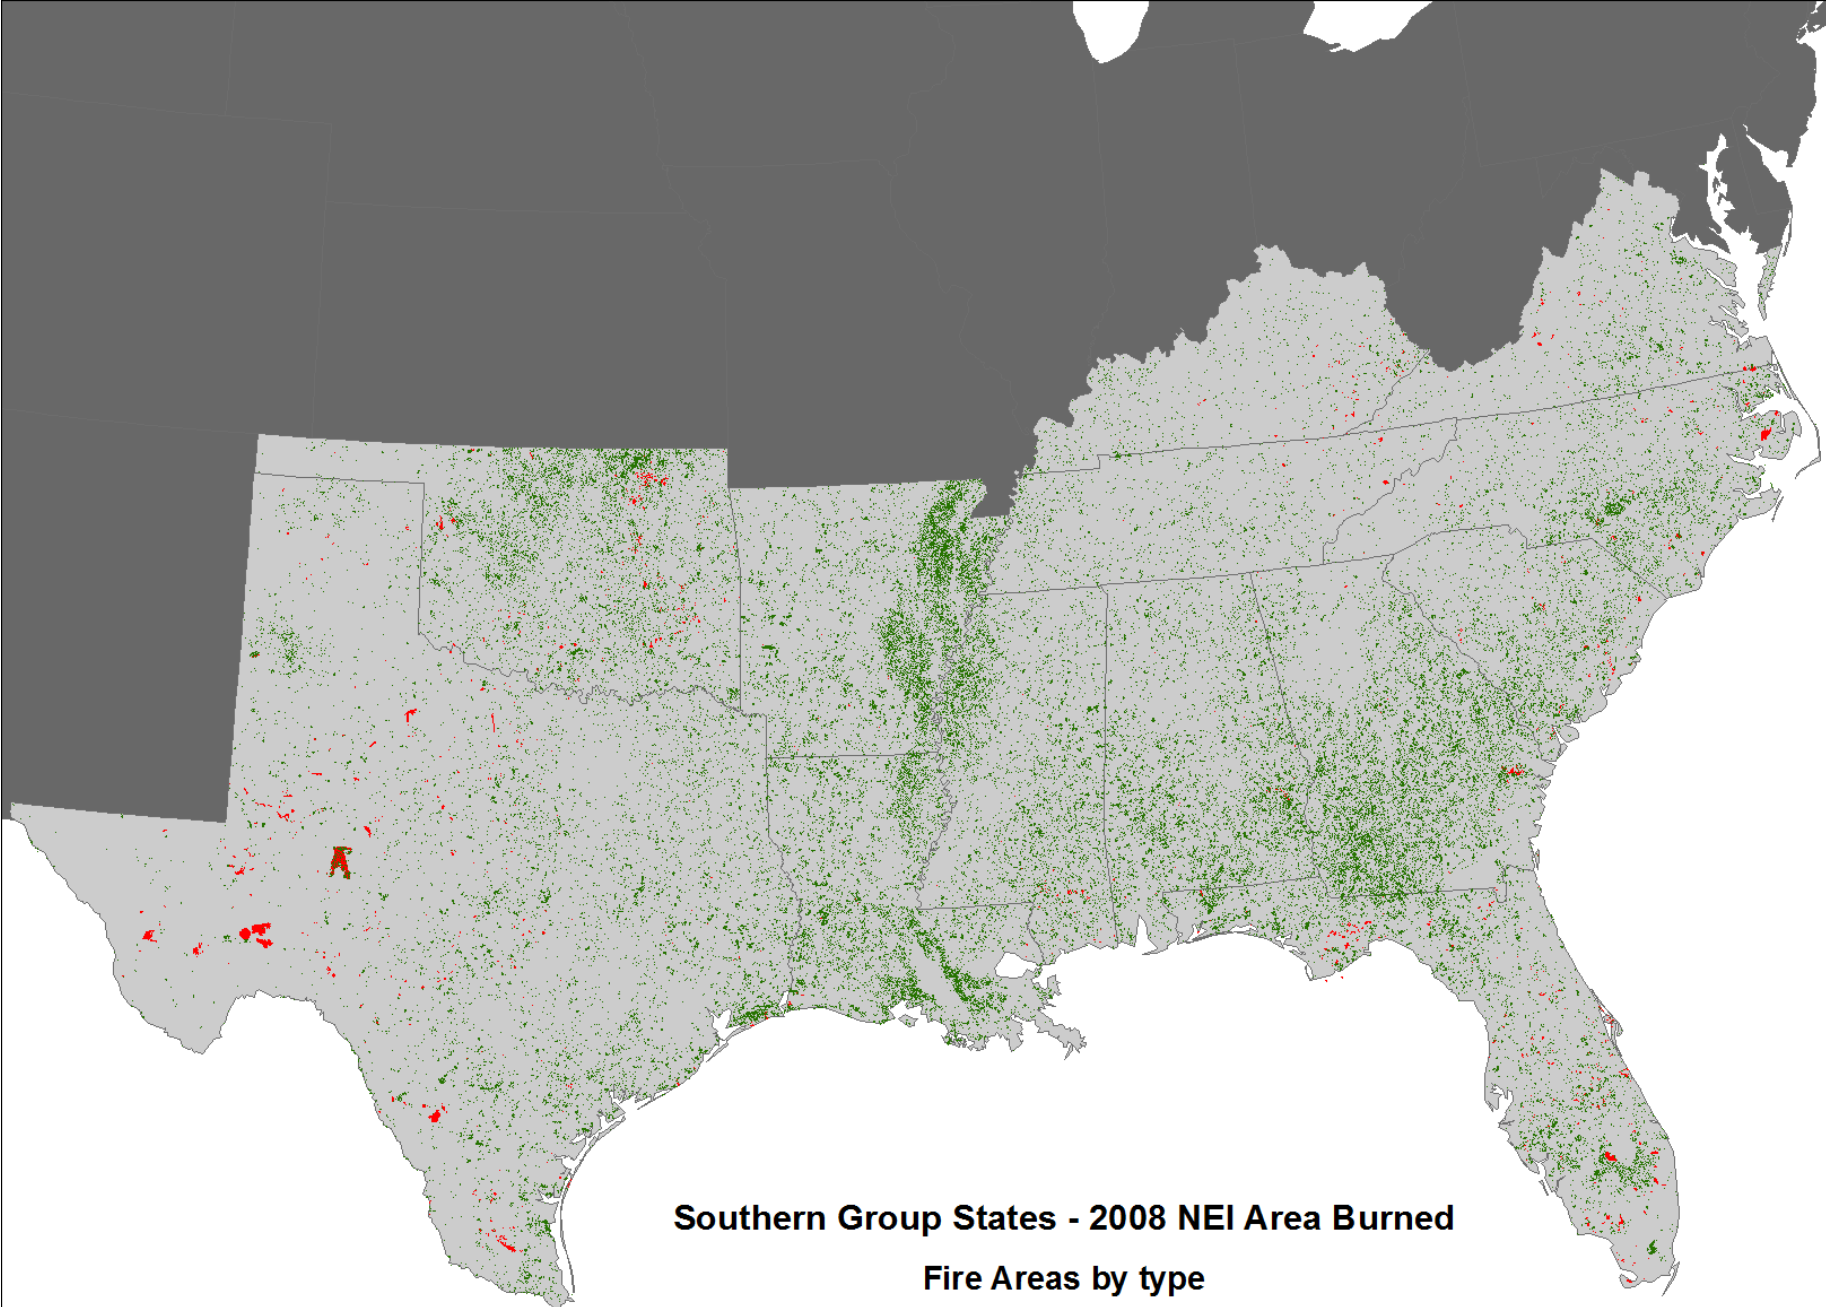 Southern Group States - 2008 NEI Area Burned
Fire Areas by type